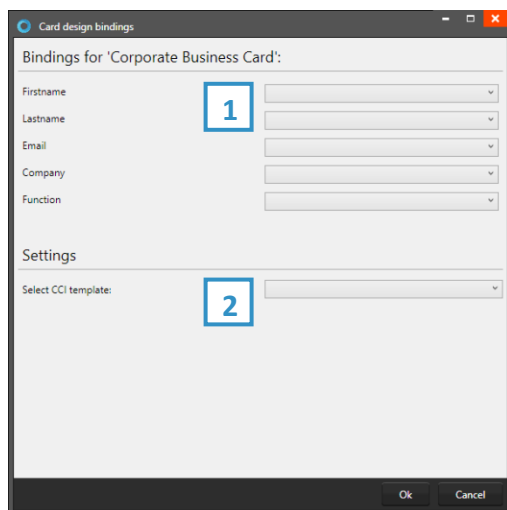 Card design bindings
Bindings for 'Corporate Business Card':
Firstname
1
Lastname
Email
Company
Function
Settings
Select CCI template:
2
Ok Cancel